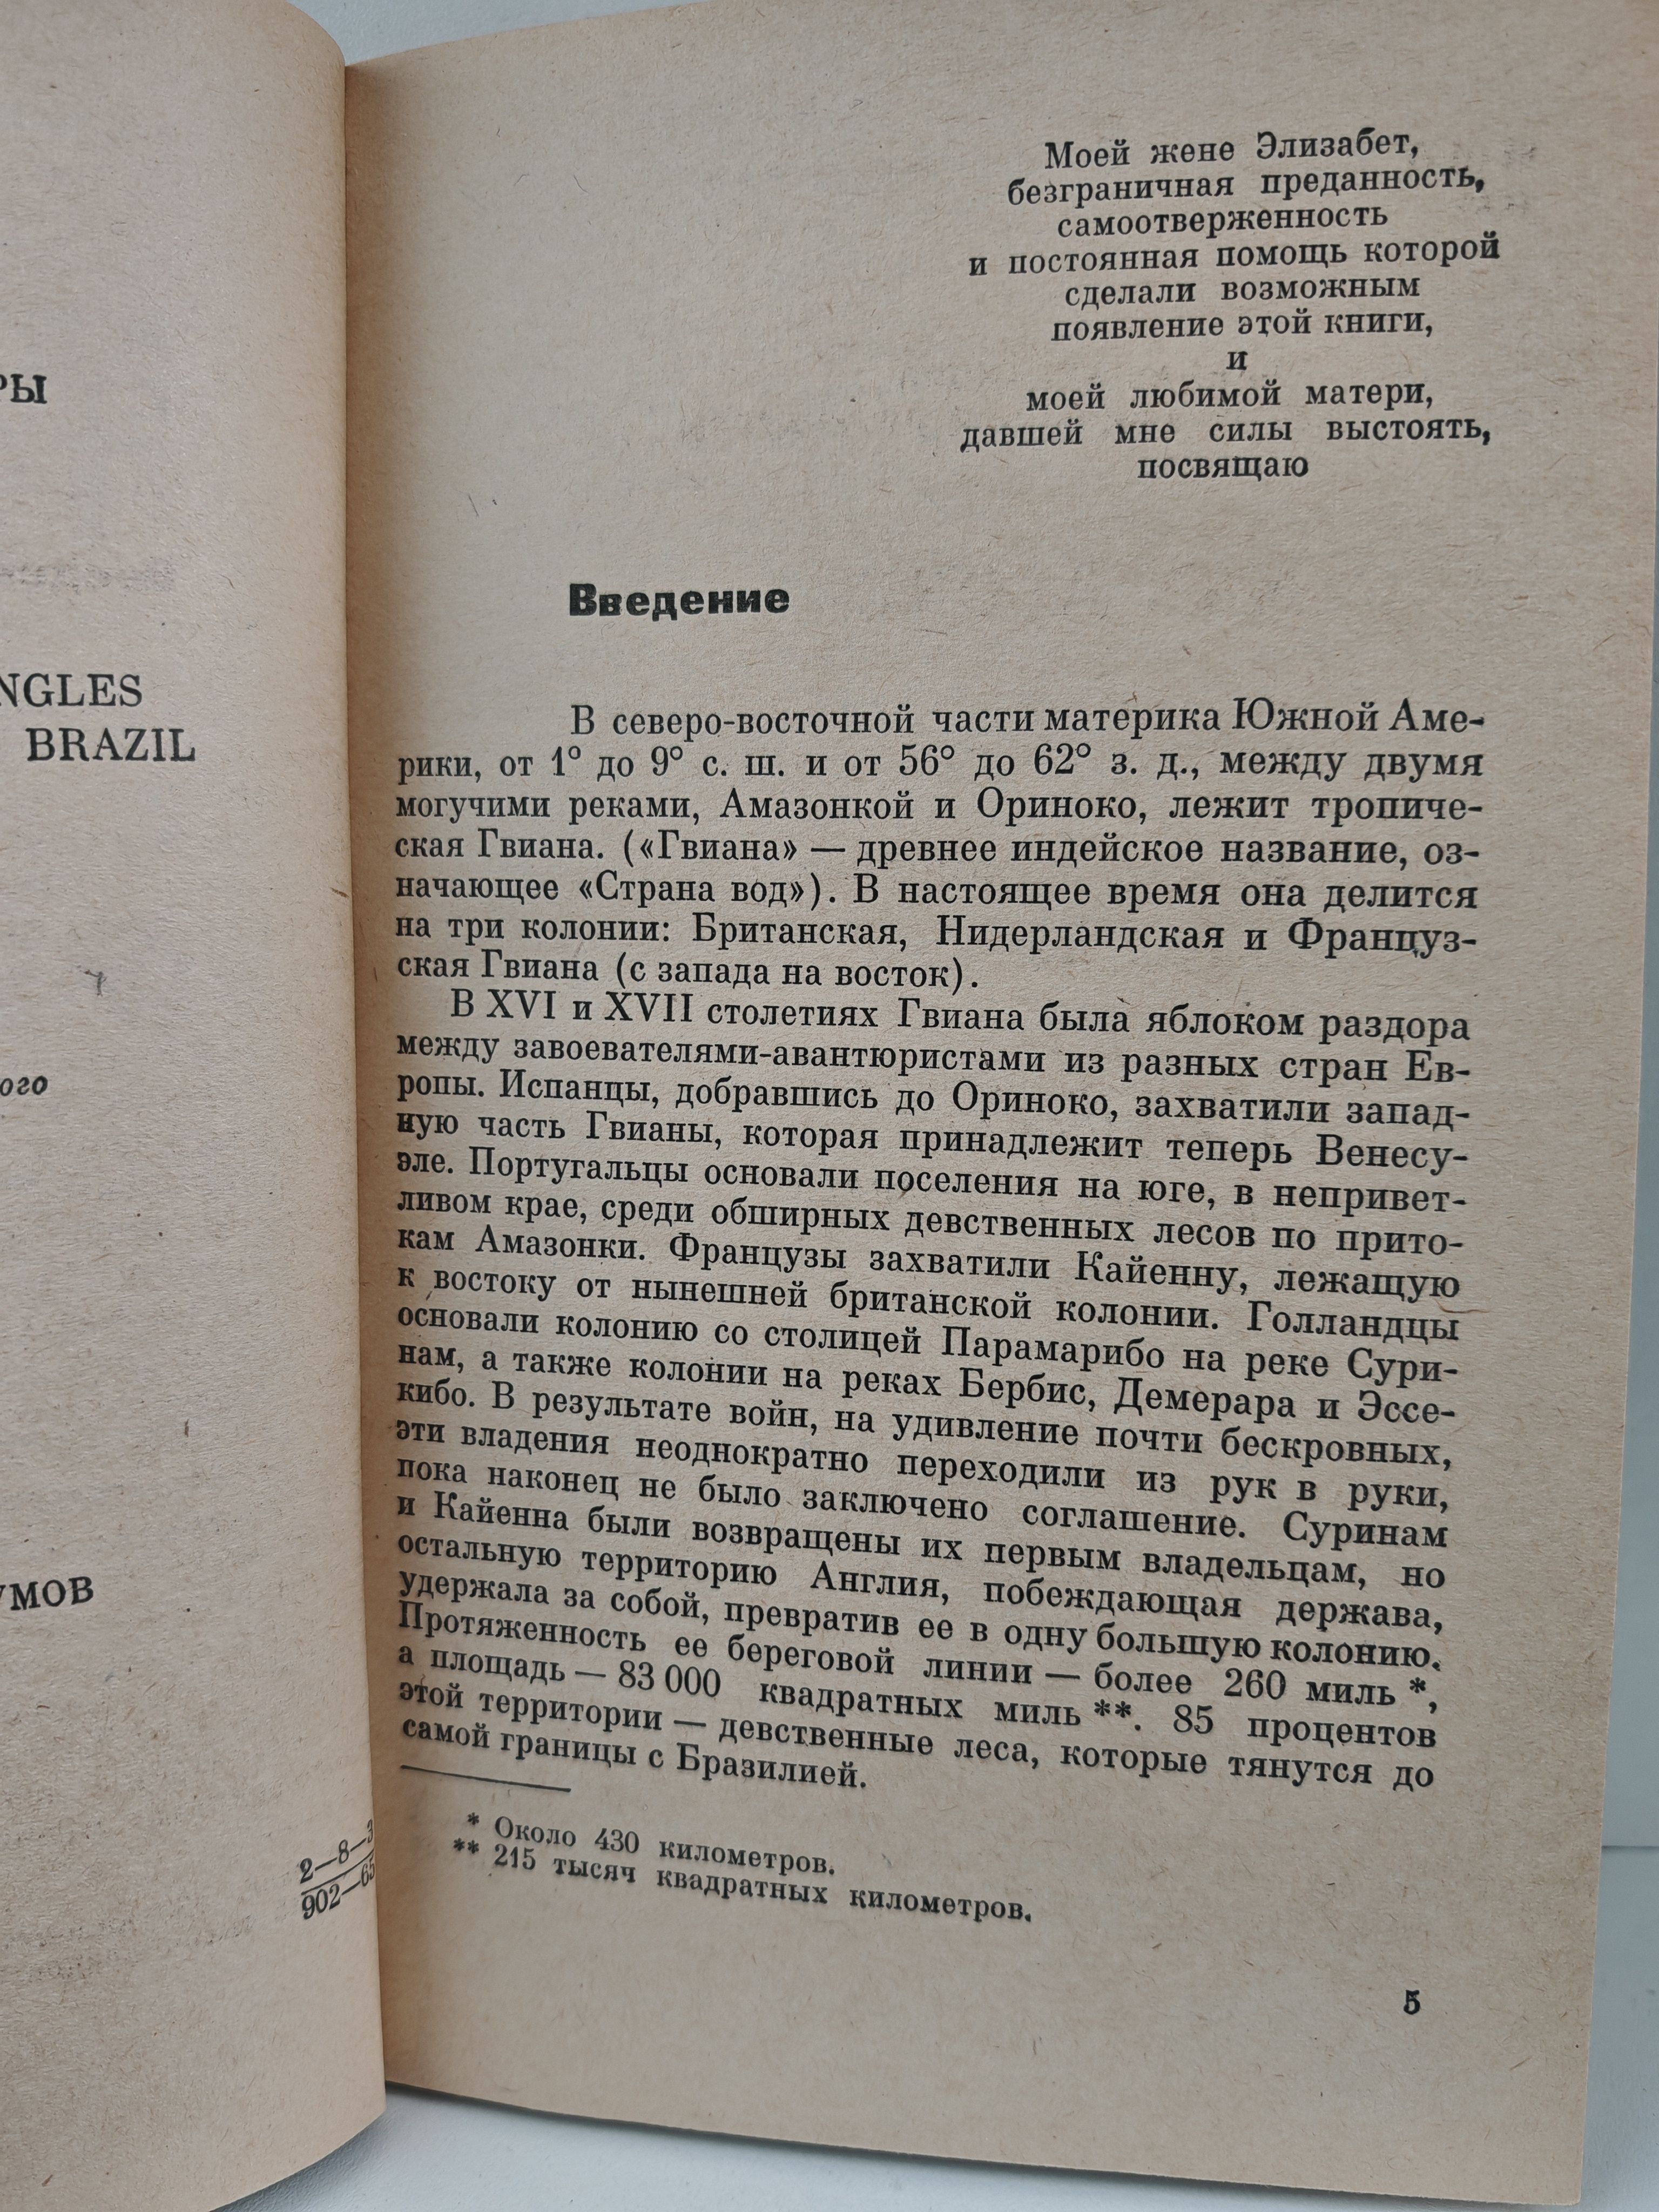 РЫ
NGLES
BRAZIL
ого
УМОВ
2—8—3
902—65
Моей жене Элизабет,
безграничная преданность,
самоотверженность
и постоянная помощь которой
сделали возможным
появление этой книги,
и
моей любимой матери,
давшей мне силы выстоять,
посвящаю
Введение
В северо-восточной части материка Южной Аме-
рики, от 1° до 9° с. ш. и от 56° до 62° з. д., между двумя
могучими реками, Амазонкой и Ориноко, лежит тропиче-
ская Гвиана. («Гвиана» — древнее индейское название, оз-
начающее «Страна вод»). В настоящее время она делится
на три колонии: Британская, Нидерландская и Француз-
ская Гвиана (с запада на восток).
В XVI и XVII столетиях Гвиана была яблоком раздора
между завоевателями-авантюристами из разных стран Ев-
ропы. Испанцы, добравшись до Ориноко, захватили запад-
ную часть Гвианы, которая принадлежит теперь Венесу-
эле. Португальцы основали поселения на юге, в непривет-
ливом крае, среди обширных девственных лесов по прито-
кам Амазонки. Французы захватили Кайенну, лежащую
к востоку от нынешней британской колонии. Голландцы
основали колонию со столицей Парамарибо на реке Сури-
нам, а также колонии на реках Бербис, Демерара и Эссе-
кибо. В результате войн, на удивление почти бескровных,
эти владения неоднократно переходили из рук в руки,
пока наконец не было заключено соглашение. Суринам
и Кайенна были возвращены их первым владельцам, но
остальную территорию Англия, побеждающая держава,
удержала за собой, превратив ее в одну большую колонию.
Протяженность ее береговой линии — более 260 миль *,
а площадь — 83 000 квадратных миль **. 85 процентов
этой территории — девственные леса, которые тянутся до
самой границы с Бразилией.
* Около 430 километров.
** 215 тысяч квадратных километров.
5